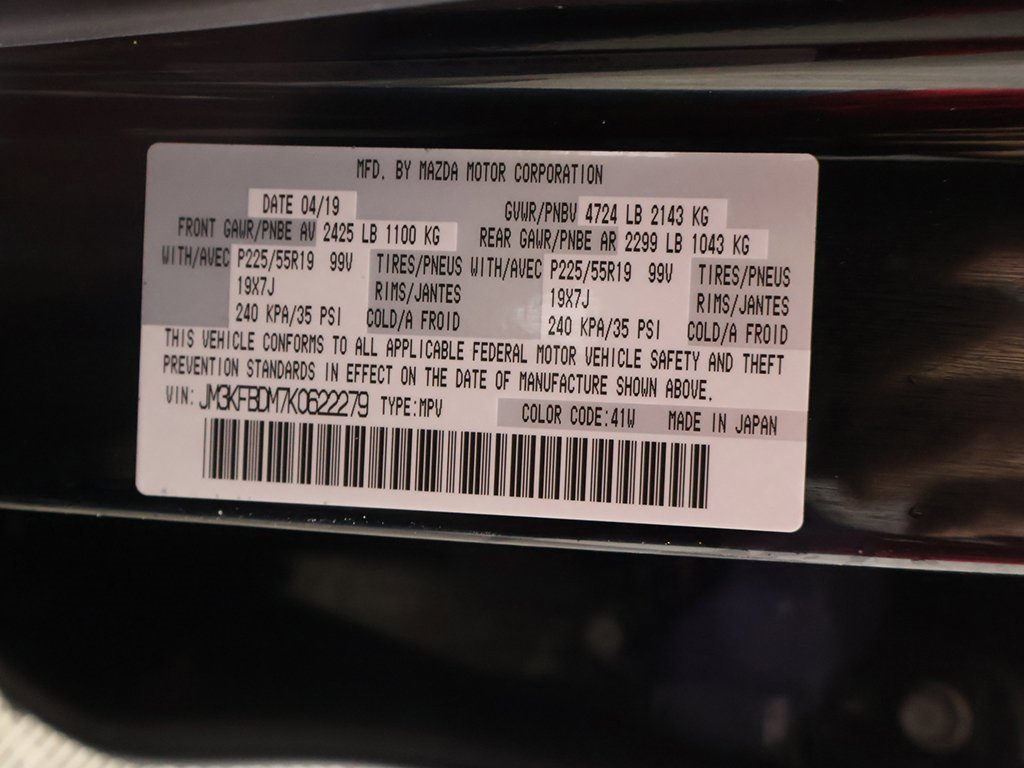 MFD. BY MAZDA MOTOR CORPORATION
DATE 04/19 GVWR/PNBV 4724 LB 2143 KG
FRONT GAWR/PNBE AV 2425 LB 1100 KG REAR GAWR/PNBE AR 2299 LB 1043 KG
WITH/AVEC P225/55R19 99V TIRES/PNEUS WITH/AVEC P225/55R19 99V TIRES/PNEUS
19X7J RIMS/JANTES 19X7J RIMS/JANTES
240 KPA/35 PSI COLD/A FROID 240 KPA/35 PSI COLD/A FROID
THIS VEHICLE CONFORMS TO ALL APPLICABLE FEDERAL MOTOR VEHICLE SAFETY AND THEFT
PREVENTION STANDARDS IN EFFECT ON THE DATE OF MANUFACTURE SHOWN ABOVE.
VIN: JM3KFBDM7K0622279 TYPE:MPV COLOR CODE:41W MADE IN JAPAN